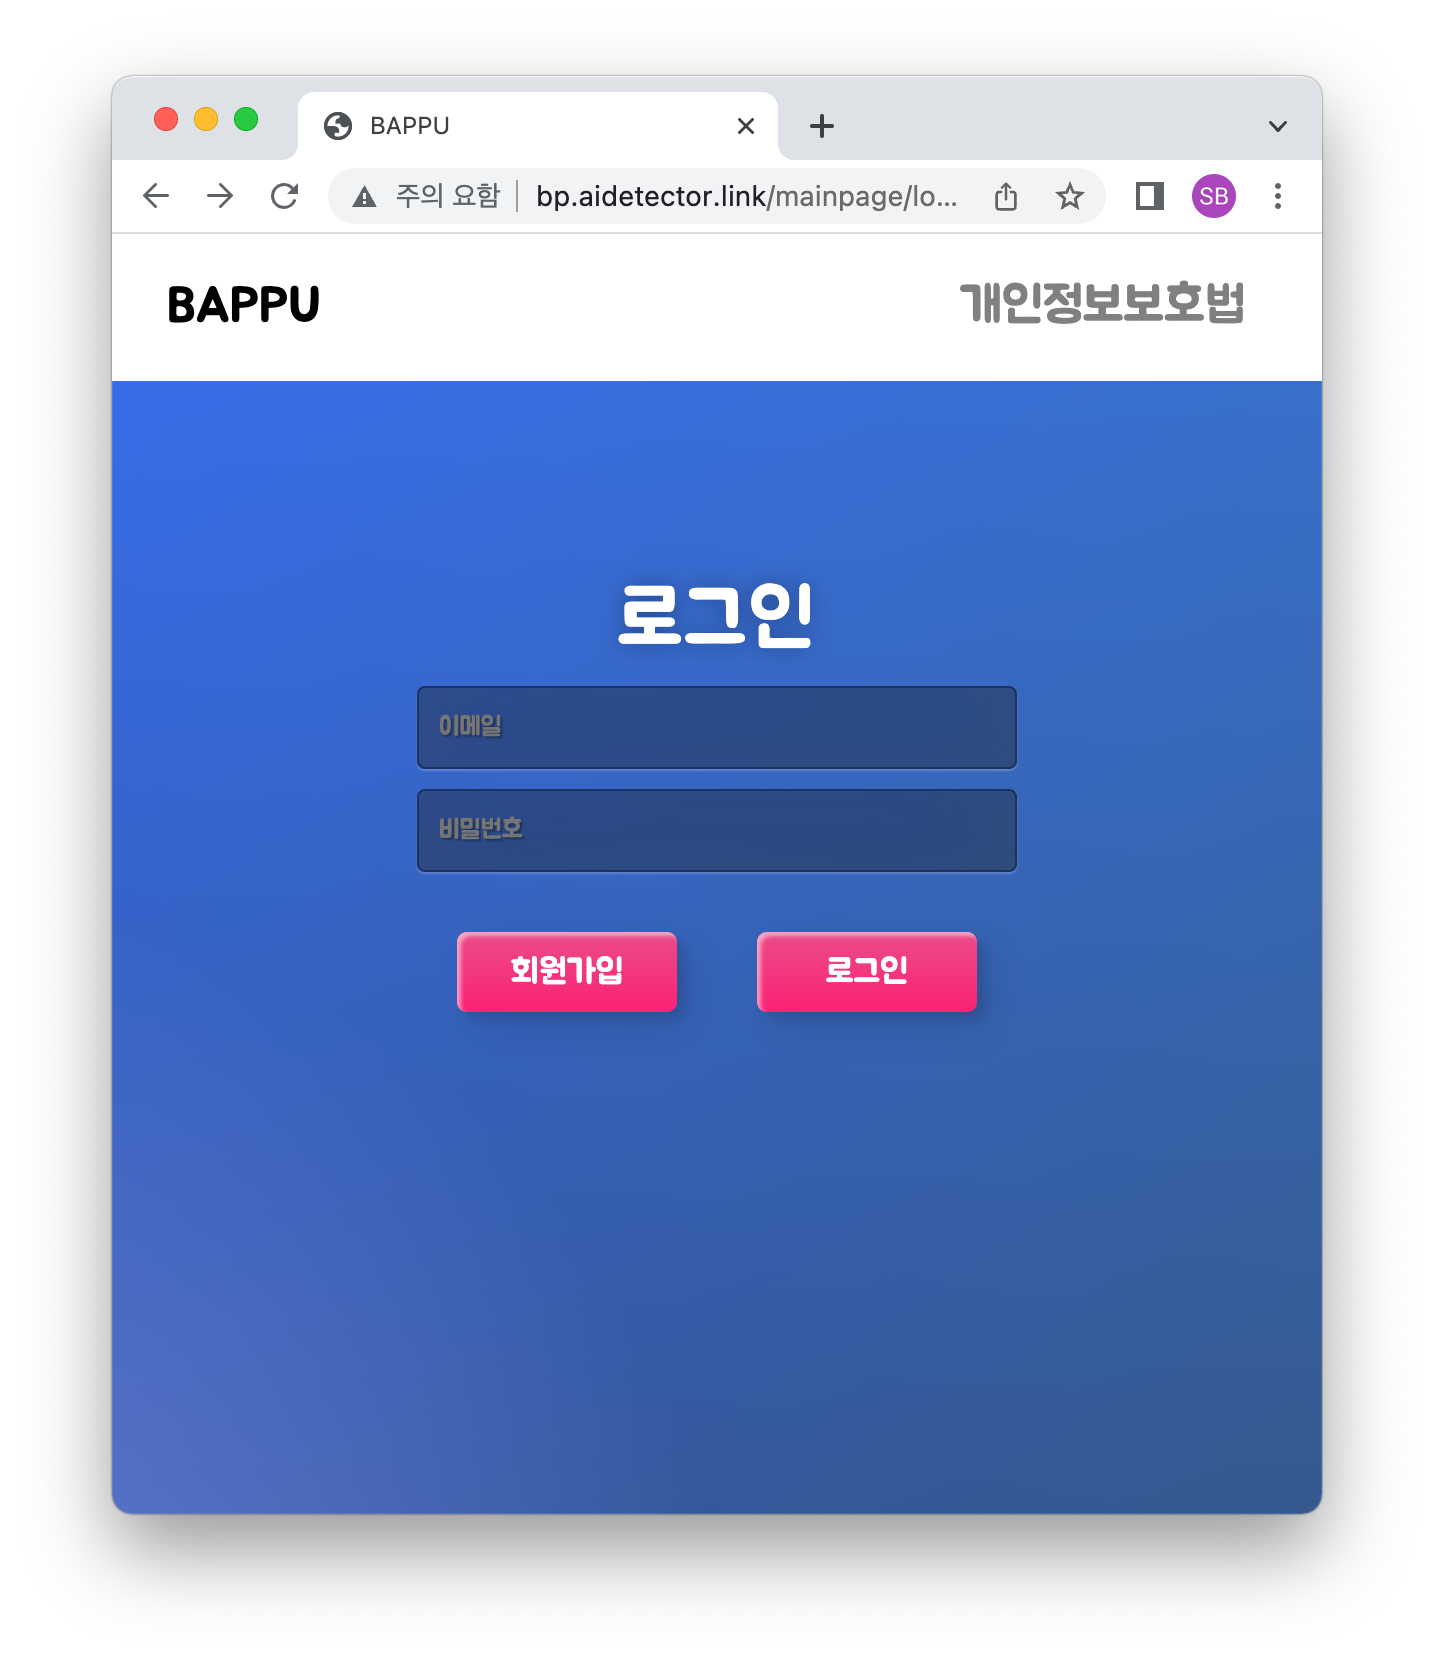 BAPPU
주의 요함 bp.aidetector.link/mainpage/lo...
SB
BAPPU
개인정보보호법
로그인
이메일
비밀번호
회원가입
로그인